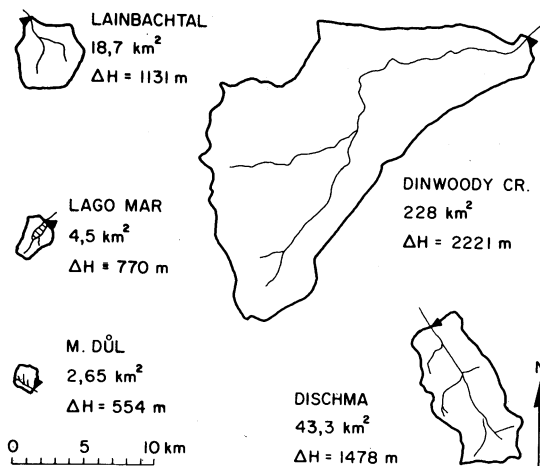 LAINBACHTAL
18,7 km²
ΔH = 1131 m
DINWOODY CR.
228 km²
ΔH = 2221 m
LAGO MAR
4,5 km²
ΔH = 770 m
M. DŮL
2,65 km²
ΔH = 554 m
DISCHMA
43,3 km²
ΔH = 1478 m
N
0 5 10 km